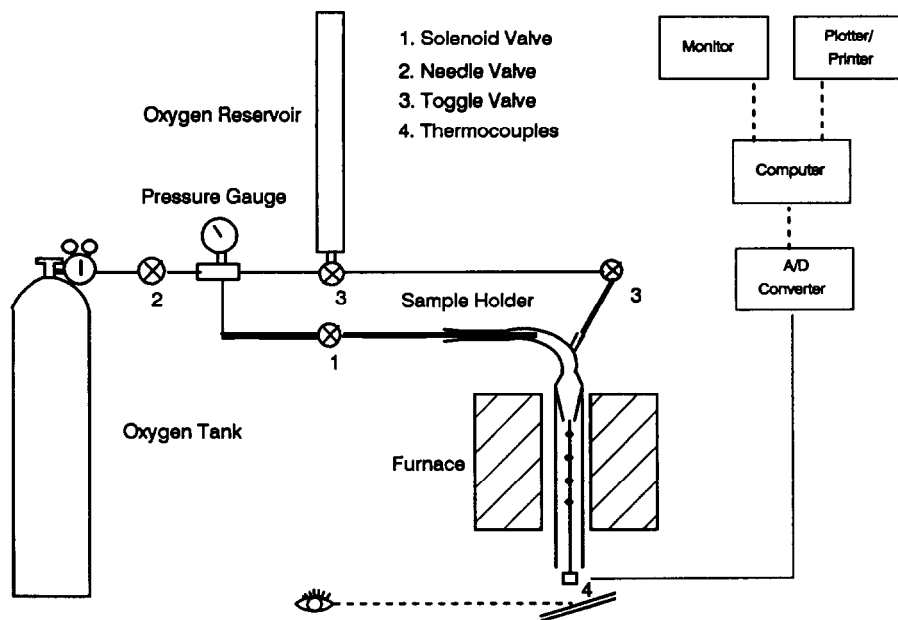 1. Solenoid Valve
2. Needle Valve
3. Toggle Valve
4. Thermocouples
Monitor
Plotter/
Printer
Oxygen Reservoir
Computer
Pressure Gauge
A/D
Converter
2
3
3
Sample Holder
1
Oxygen Tank
Furnace
4